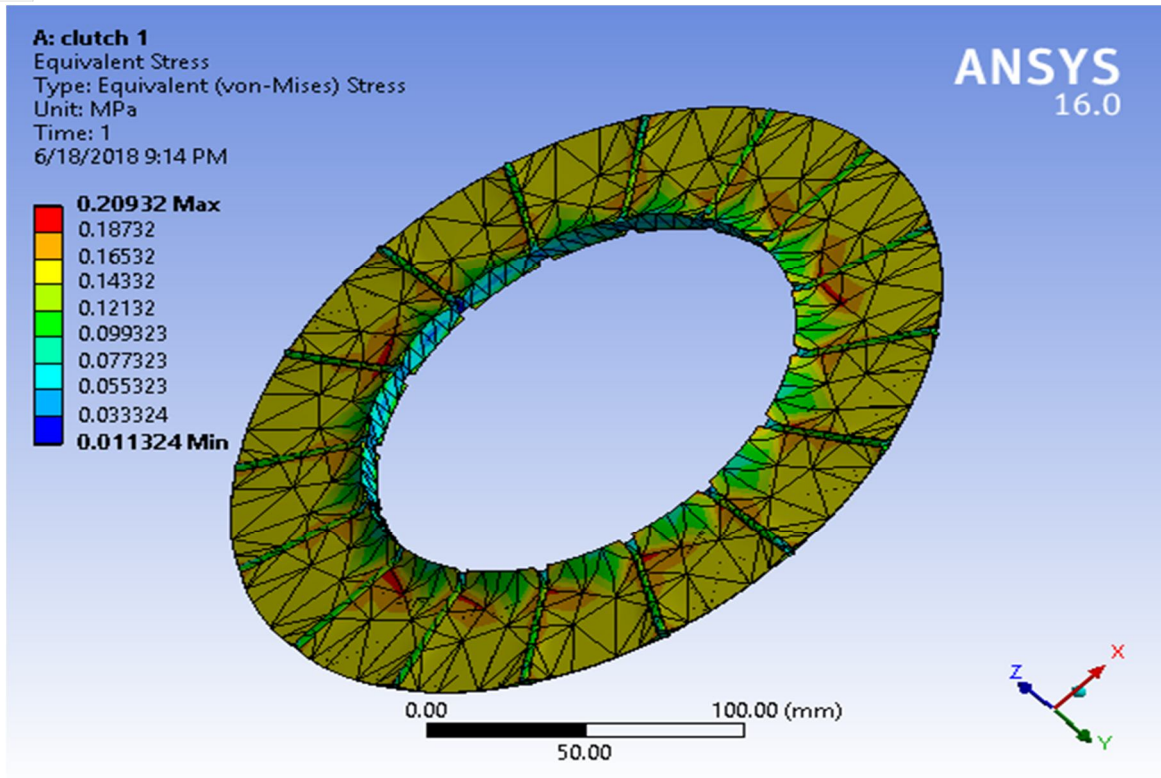 A: clutch 1
Equivalent Stress
Type: Equivalent (von-Mises) Stress
Unit: MPa
Time: 1
6/18/2018 9:14 PM
ANSYS
16.0
0.20932 Max
0.18732
0.16532
0.14332
0.12132
0.099323
0.077323
0.055323
0.033324
0.011324 Min
0.00
100.00 (mm)
50.00
X
Z
Y